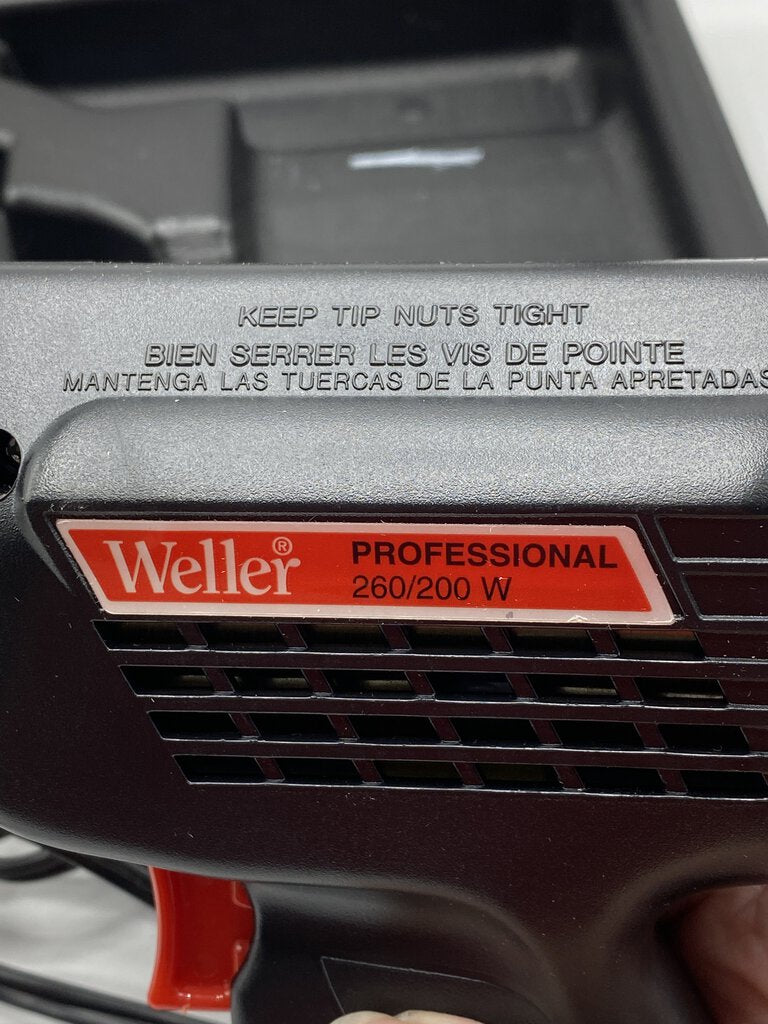 KEEP TIP NUTS TIGHT
BIEN SERRER LES VIS DE POINTE
MANTENGA LAS TUERCAS DE LA PUNTA APRETADAS
Weller® PROFESSIONAL
260/200 W